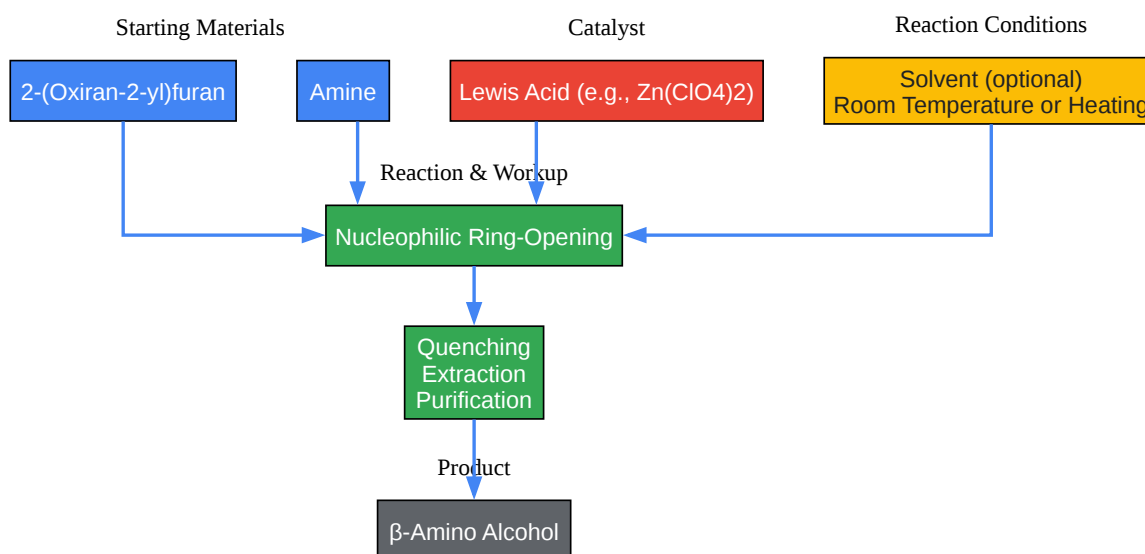 Starting Materials
Catalyst
Reaction Conditions
2-(Oxiran-2-yl)furan
Amine
Lewis Acid (e.g., Zn(ClO4)2)
Solvent (optional)
Room Temperature or Heating
Reaction & Workup
Nucleophilic Ring-Opening
Quenching
Extraction
Purification
Product
β-Amino Alcohol